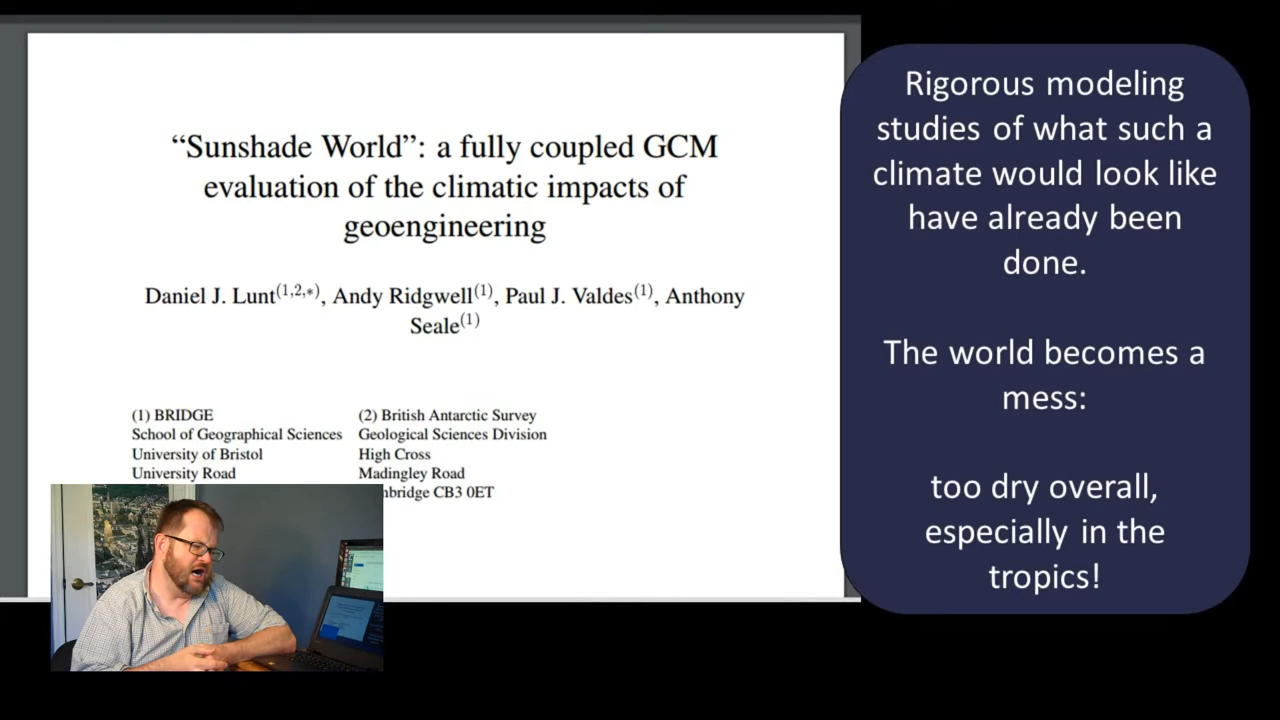 “Sunshade World”: a fully coupled GCM
evaluation of the climatic impacts of
geoengineering
Daniel J. Lunt(1,2,*), Andy Ridgwell(1), Paul J. Valdes(1), Anthony
Seale(1)
(1) BRIDGE
School of Geographical Sciences
University of Bristol
University Road
(2) British Antarctic Survey
Geological Sciences Division
High Cross
Madingley Road
CB3 0ET
Rigorous modeling
studies of what such a
climate would look like
have already been
done.
The world becomes a
mess:
too dry overall,
especially in the
tropics!